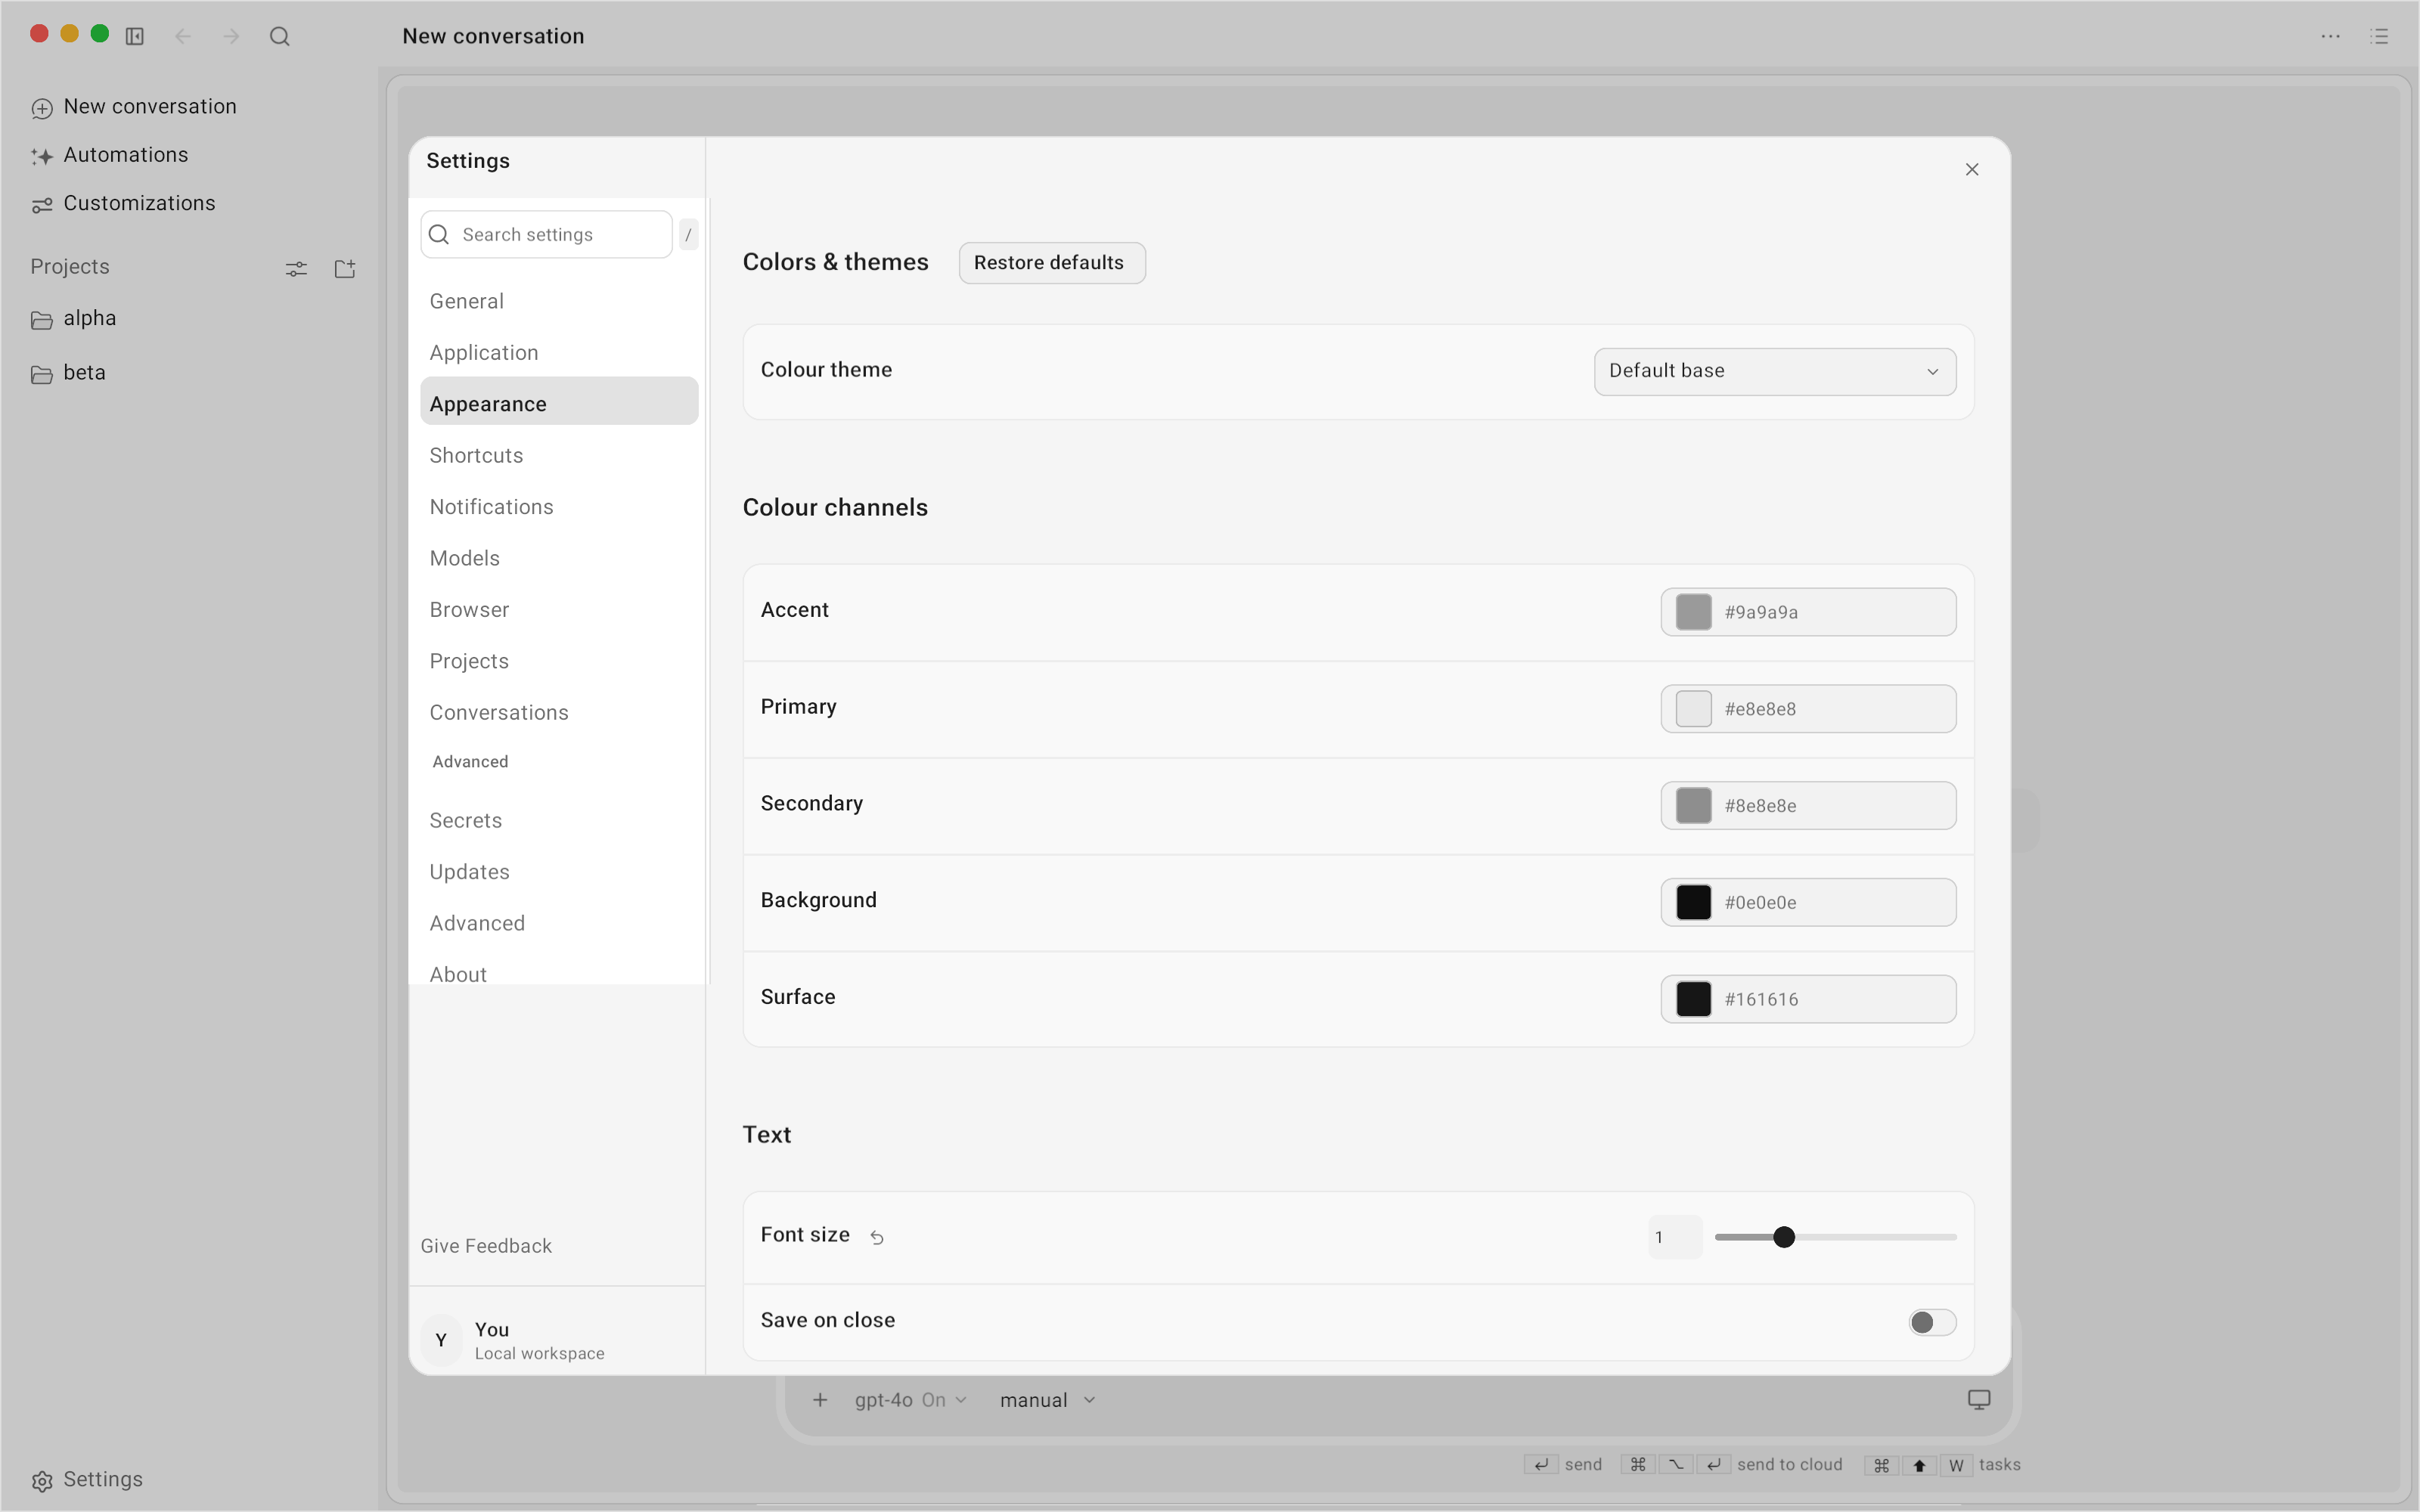 New conversation
New conversation
Automations
Customizations
Projects
alpha
beta
Settings
Settings
Search settings
/
General
Application
Appearance
Shortcuts
Notifications
Models
Browser
Projects
Conversations
Advanced
Secrets
Updates
Advanced
About
Give Feedback
Y
You
Local workspace
Colors & themes
Restore defaults
Colour theme
Default base
Colour channels
Accent
#9a9a9a
Primary
#e8e8e8
Secondary
#8e8e8e
Background
#0e0e0e
Surface
#161616
Text
Font size
1
Save on close
gpt-4o On
manual
send
⌘ ⌥ send to cloud
⌘ W tasks